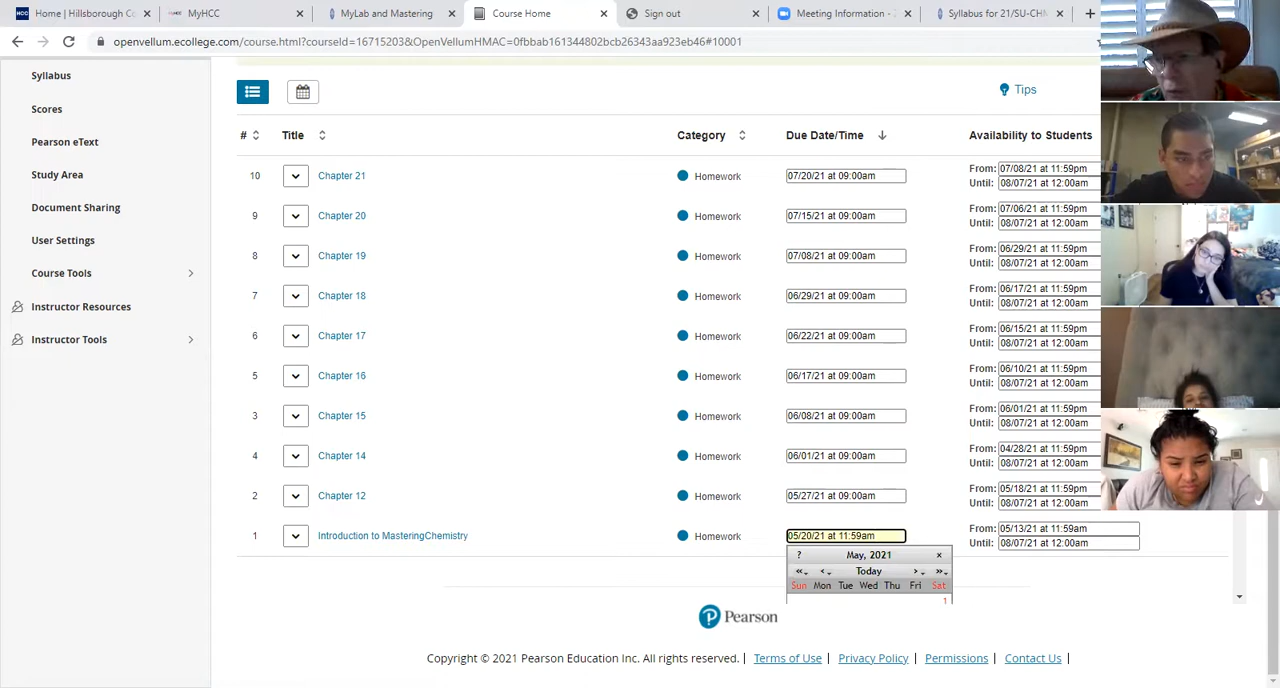 HCC Home | Hillsborough Co
MyHCC
MyLab and Mastering
Course Home
Sign out
Meeting Information - Z
Syllabus for 21/SU-CHM
openvellum.ecollege.com/course.html?courseId=16715201&OpenVellumHMAC=0fbbab161344802bcb26343aa923eb46#10001
Syllabus
Scores
Pearson eText
Study Area
Document Sharing
User Settings
Course Tools
Instructor Resources
Instructor Tools
Tips
# Title Category Due Date/Time Availability to Students
10 Chapter 21 Homework 07/20/21 at 09:00am From: 07/08/21 at 11:59pm
Until: 08/07/21 at 12:00am
9 Chapter 20 Homework 07/15/21 at 09:00am From: 07/06/21 at 11:59pm
Until: 08/07/21 at 12:00am
8 Chapter 19 Homework 07/08/21 at 09:00am From: 06/29/21 at 11:59pm
Until: 08/07/21 at 12:00am
7 Chapter 18 Homework 06/29/21 at 09:00am From: 06/17/21 at 11:59pm
Until: 08/07/21 at 12:00am
6 Chapter 17 Homework 06/22/21 at 09:00am From: 06/15/21 at 11:59pm
Until: 08/07/21 at 12:00am
5 Chapter 16 Homework 06/17/21 at 09:00am From: 06/10/21 at 11:59pm
Until: 08/07/21 at 12:00am
3 Chapter 15 Homework 06/08/21 at 09:00am From: 06/01/21 at 11:59pm
Until: 08/07/21 at 12:00am
4 Chapter 14 Homework 06/01/21 at 09:00am From: 04/28/21 at 11:59pm
Until: 08/07/21 at 12:00am
2 Chapter 12 Homework 05/27/21 at 09:00am From: 05/18/21 at 11:59pm
Until: 08/07/21 at 12:00am
1 Introduction to MasteringChemistry Homework 05/20/21 at 11:59am From: 05/13/21 at 11:59am
Until: 08/07/21 at 12:00am
? May, 2021 ×
« ‹ Today › »
Sun Mon Tue Wed Thu Fri Sat
1
Pearson
Copyright © 2021 Pearson Education Inc. All rights reserved. | Terms of Use | Privacy Policy | Permissions | Contact Us |